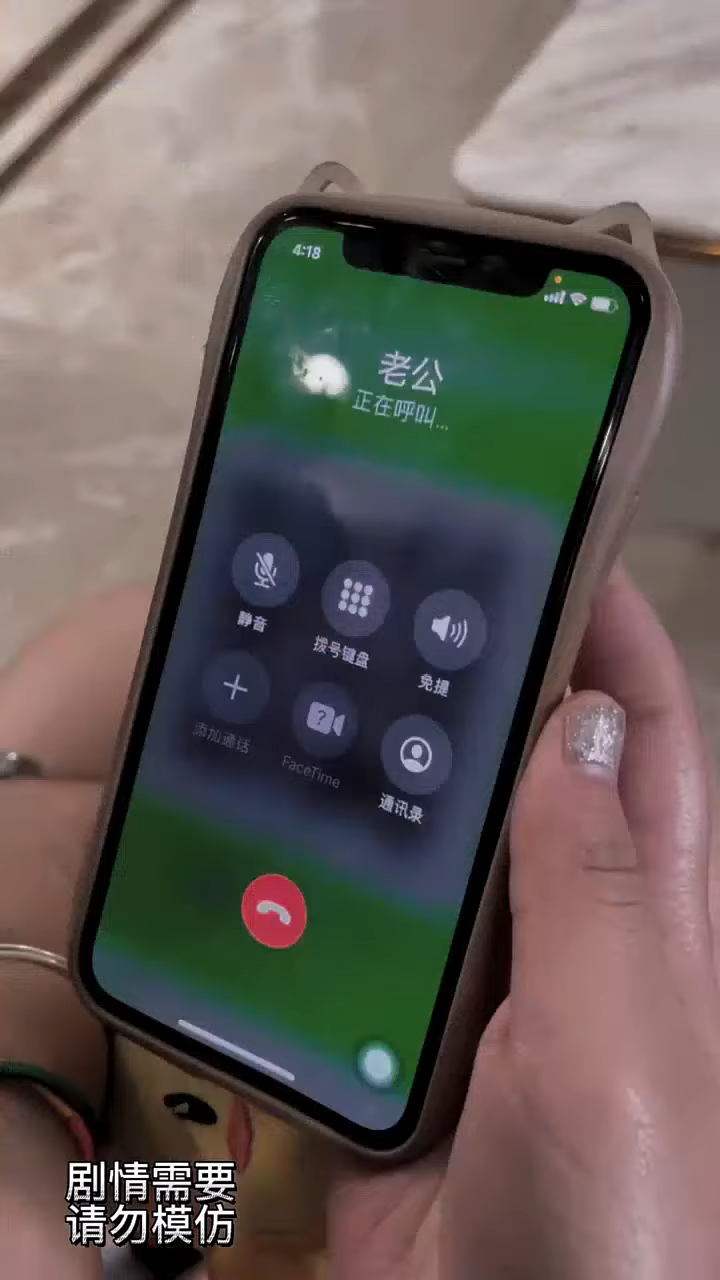 4:18
老公
正在呼叫...
静音
拨号键盘
免提
添加通话
FaceTime
通讯录
剧情需要
请勿模仿